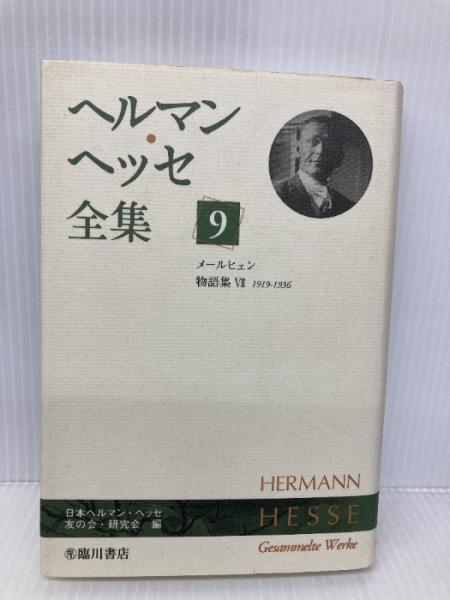 ヘルマン・
ヘッセ
全集 9
メールヒェン
物語集 Ⅶ 1919-1936
HERMANN
HESSE
Gesammelte Werke
日本ヘルマン・ヘッセ
友の会・研究会 編
臨川書店